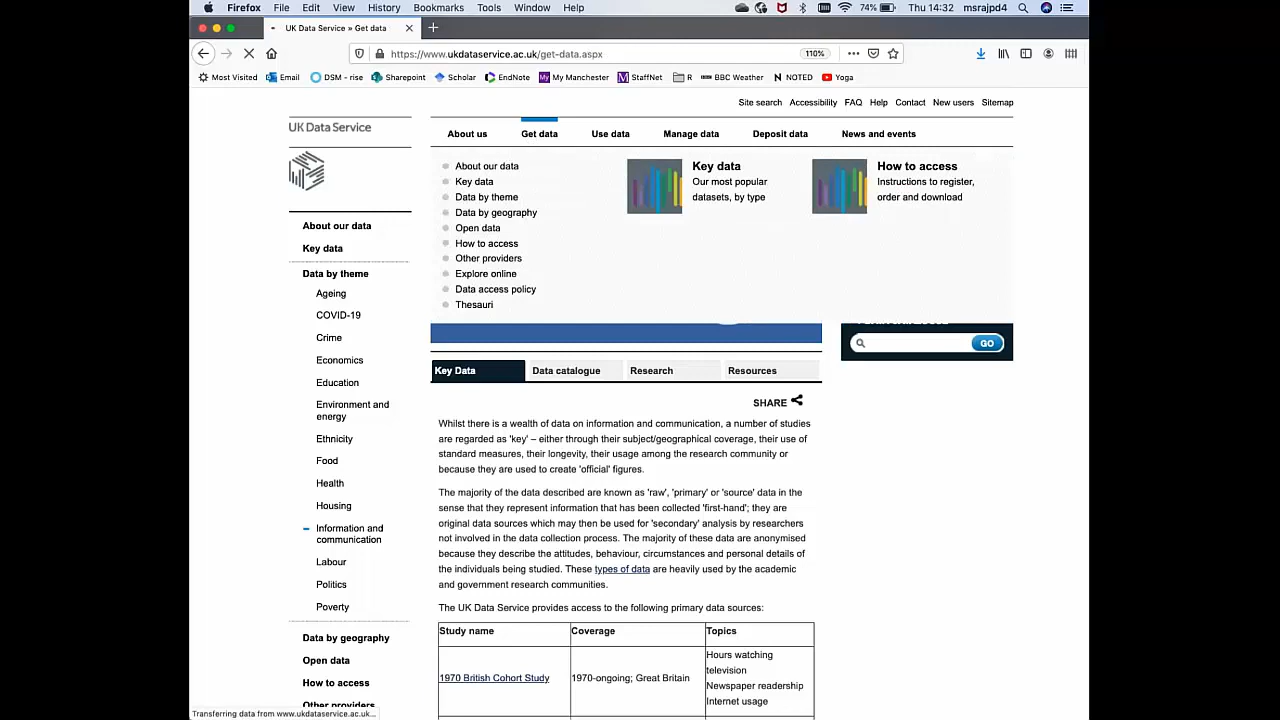 Firefox File Edit View History Bookmarks Tools Window Help
74% Thu 14:32 msrajpd4
UK Data Service » Get data
https://www.ukdataservice.ac.uk/get-data.aspx
110%
Most Visited Email DSM - rise Sharepoint Scholar EndNote My Manchester StaffNet R BBC Weather NOTED Yoga
Site search Accessibility FAQ Help Contact New users Sitemap
UK Data Service
About us Get data Use data Manage data Deposit data News and events
About our data
Key data
Data by theme
Data by geography
Open data
How to access
Other providers
Explore online
Data access policy
Thesauri
Key data
Our most popular
datasets, by type
How to access
Instructions to register,
order and download
About our data
Key data
Data by theme
Ageing
COVID-19
Crime
Economics
Education
Environment and
energy
Ethnicity
Food
Health
Housing
Information and
communication
Labour
Politics
Poverty
Data by geography
Open data
How to access
Other providers
GO
Key Data Data catalogue Research Resources
SHARE
Whilst there is a wealth of data on information and communication, a number of studies
are regarded as 'key' – either through their subject/geographical coverage, their use of
standard measures, their longevity, their usage among the research community or
because they are used to create 'official' figures.
The majority of the data described are known as 'raw', 'primary' or 'source' data in the
sense that they represent information that has been collected 'first-hand'; they are
original data sources which may then be used for 'secondary' analysis by researchers
not involved in the data collection process. The majority of these data are anonymised
because they describe the attitudes, behaviour, circumstances and personal details of
the individuals being studied. These types of data are heavily used by the academic
and government research communities.
The UK Data Service provides access to the following primary data sources:
Study name Coverage Topics
1970 British Cohort Study 1970-ongoing; Great Britain
Hours watching
television
Newspaper readership
Internet usage
Transferring data from www.ukdataservice.ac.uk...